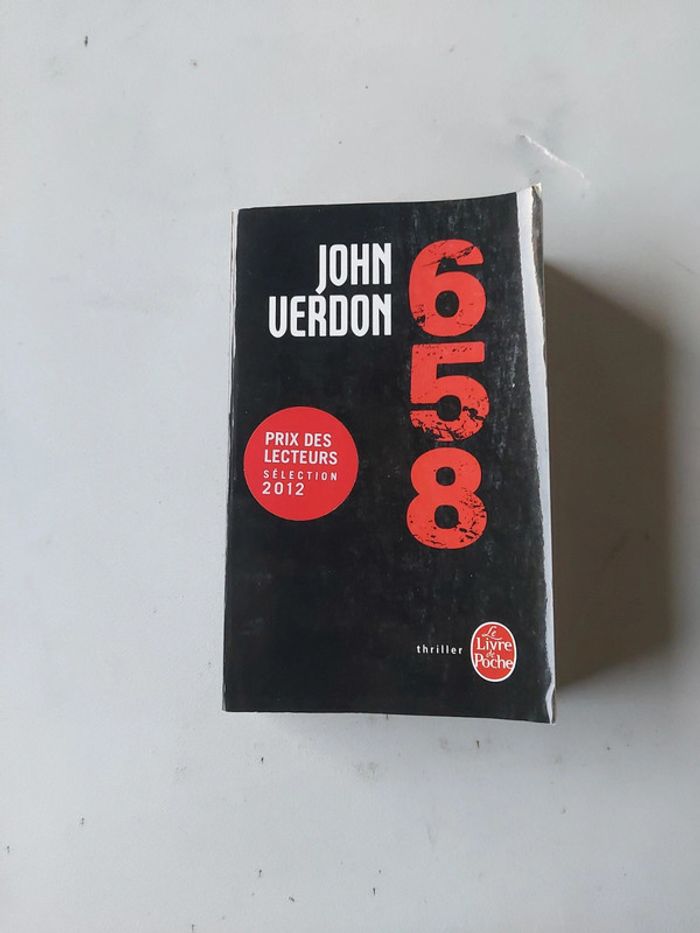 JOHN
VERDON
658
PRIX DES
LECTEURS
SÉLECTION
2012
thriller
Le
Livre
de
Poche